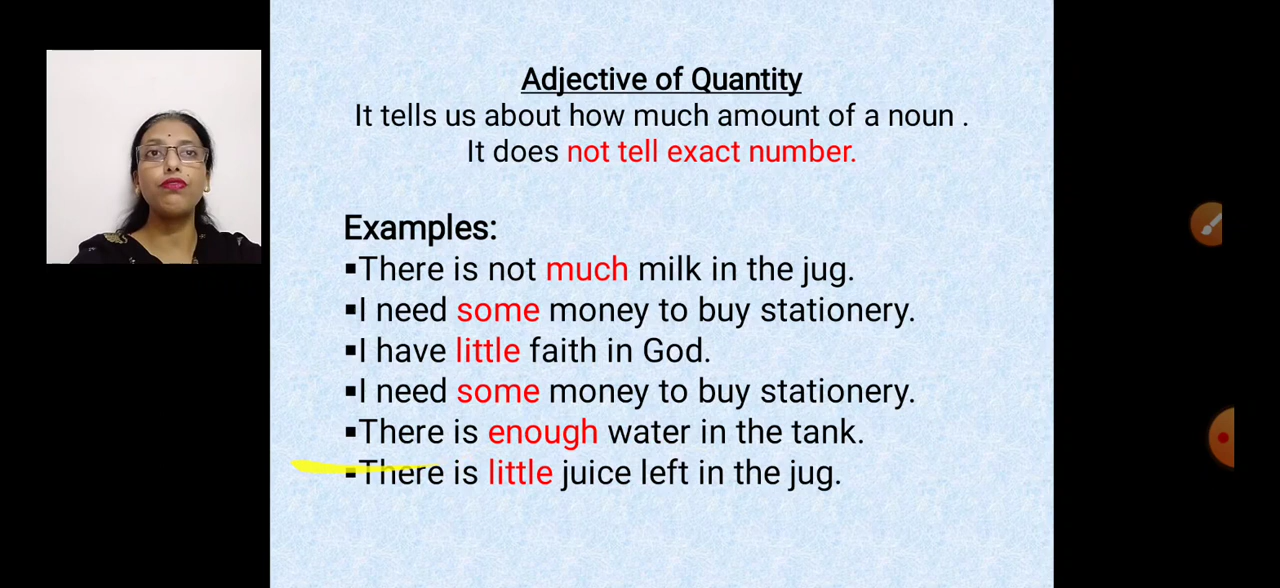 Adjective of Quantity
It tells us about how much amount of a noun .
It does not tell exact number.
Examples:
▪There is not much milk in the jug.
▪I need some money to buy stationery.
▪I have little faith in God.
▪I need some money to buy stationery.
▪There is enough water in the tank.
▪There is little juice left in the jug.